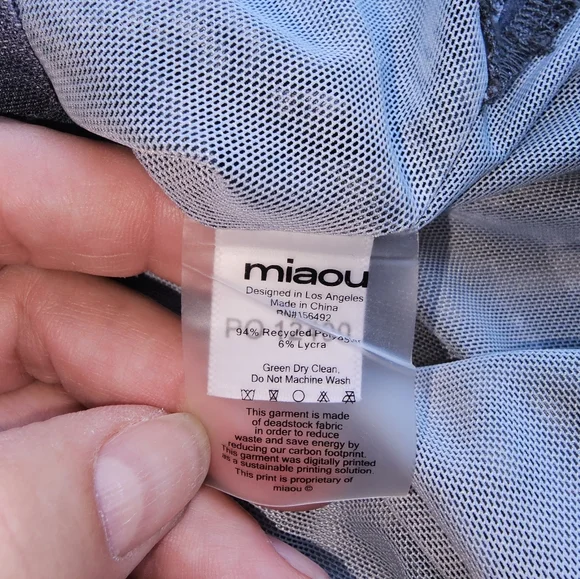 miaou
Designed in Los Angeles
Made in China
RN#156492
94% Recycled
6% Lycra
Green Dry Clean,
Do Not Machine Wash
This garment is made
of deadstock fabric
in order to reduce
waste and save energy by
reducing our carbon footprint.
This garment was digitally printed
as a sustainable printing solution.
This print is proprietary of
miaou ©